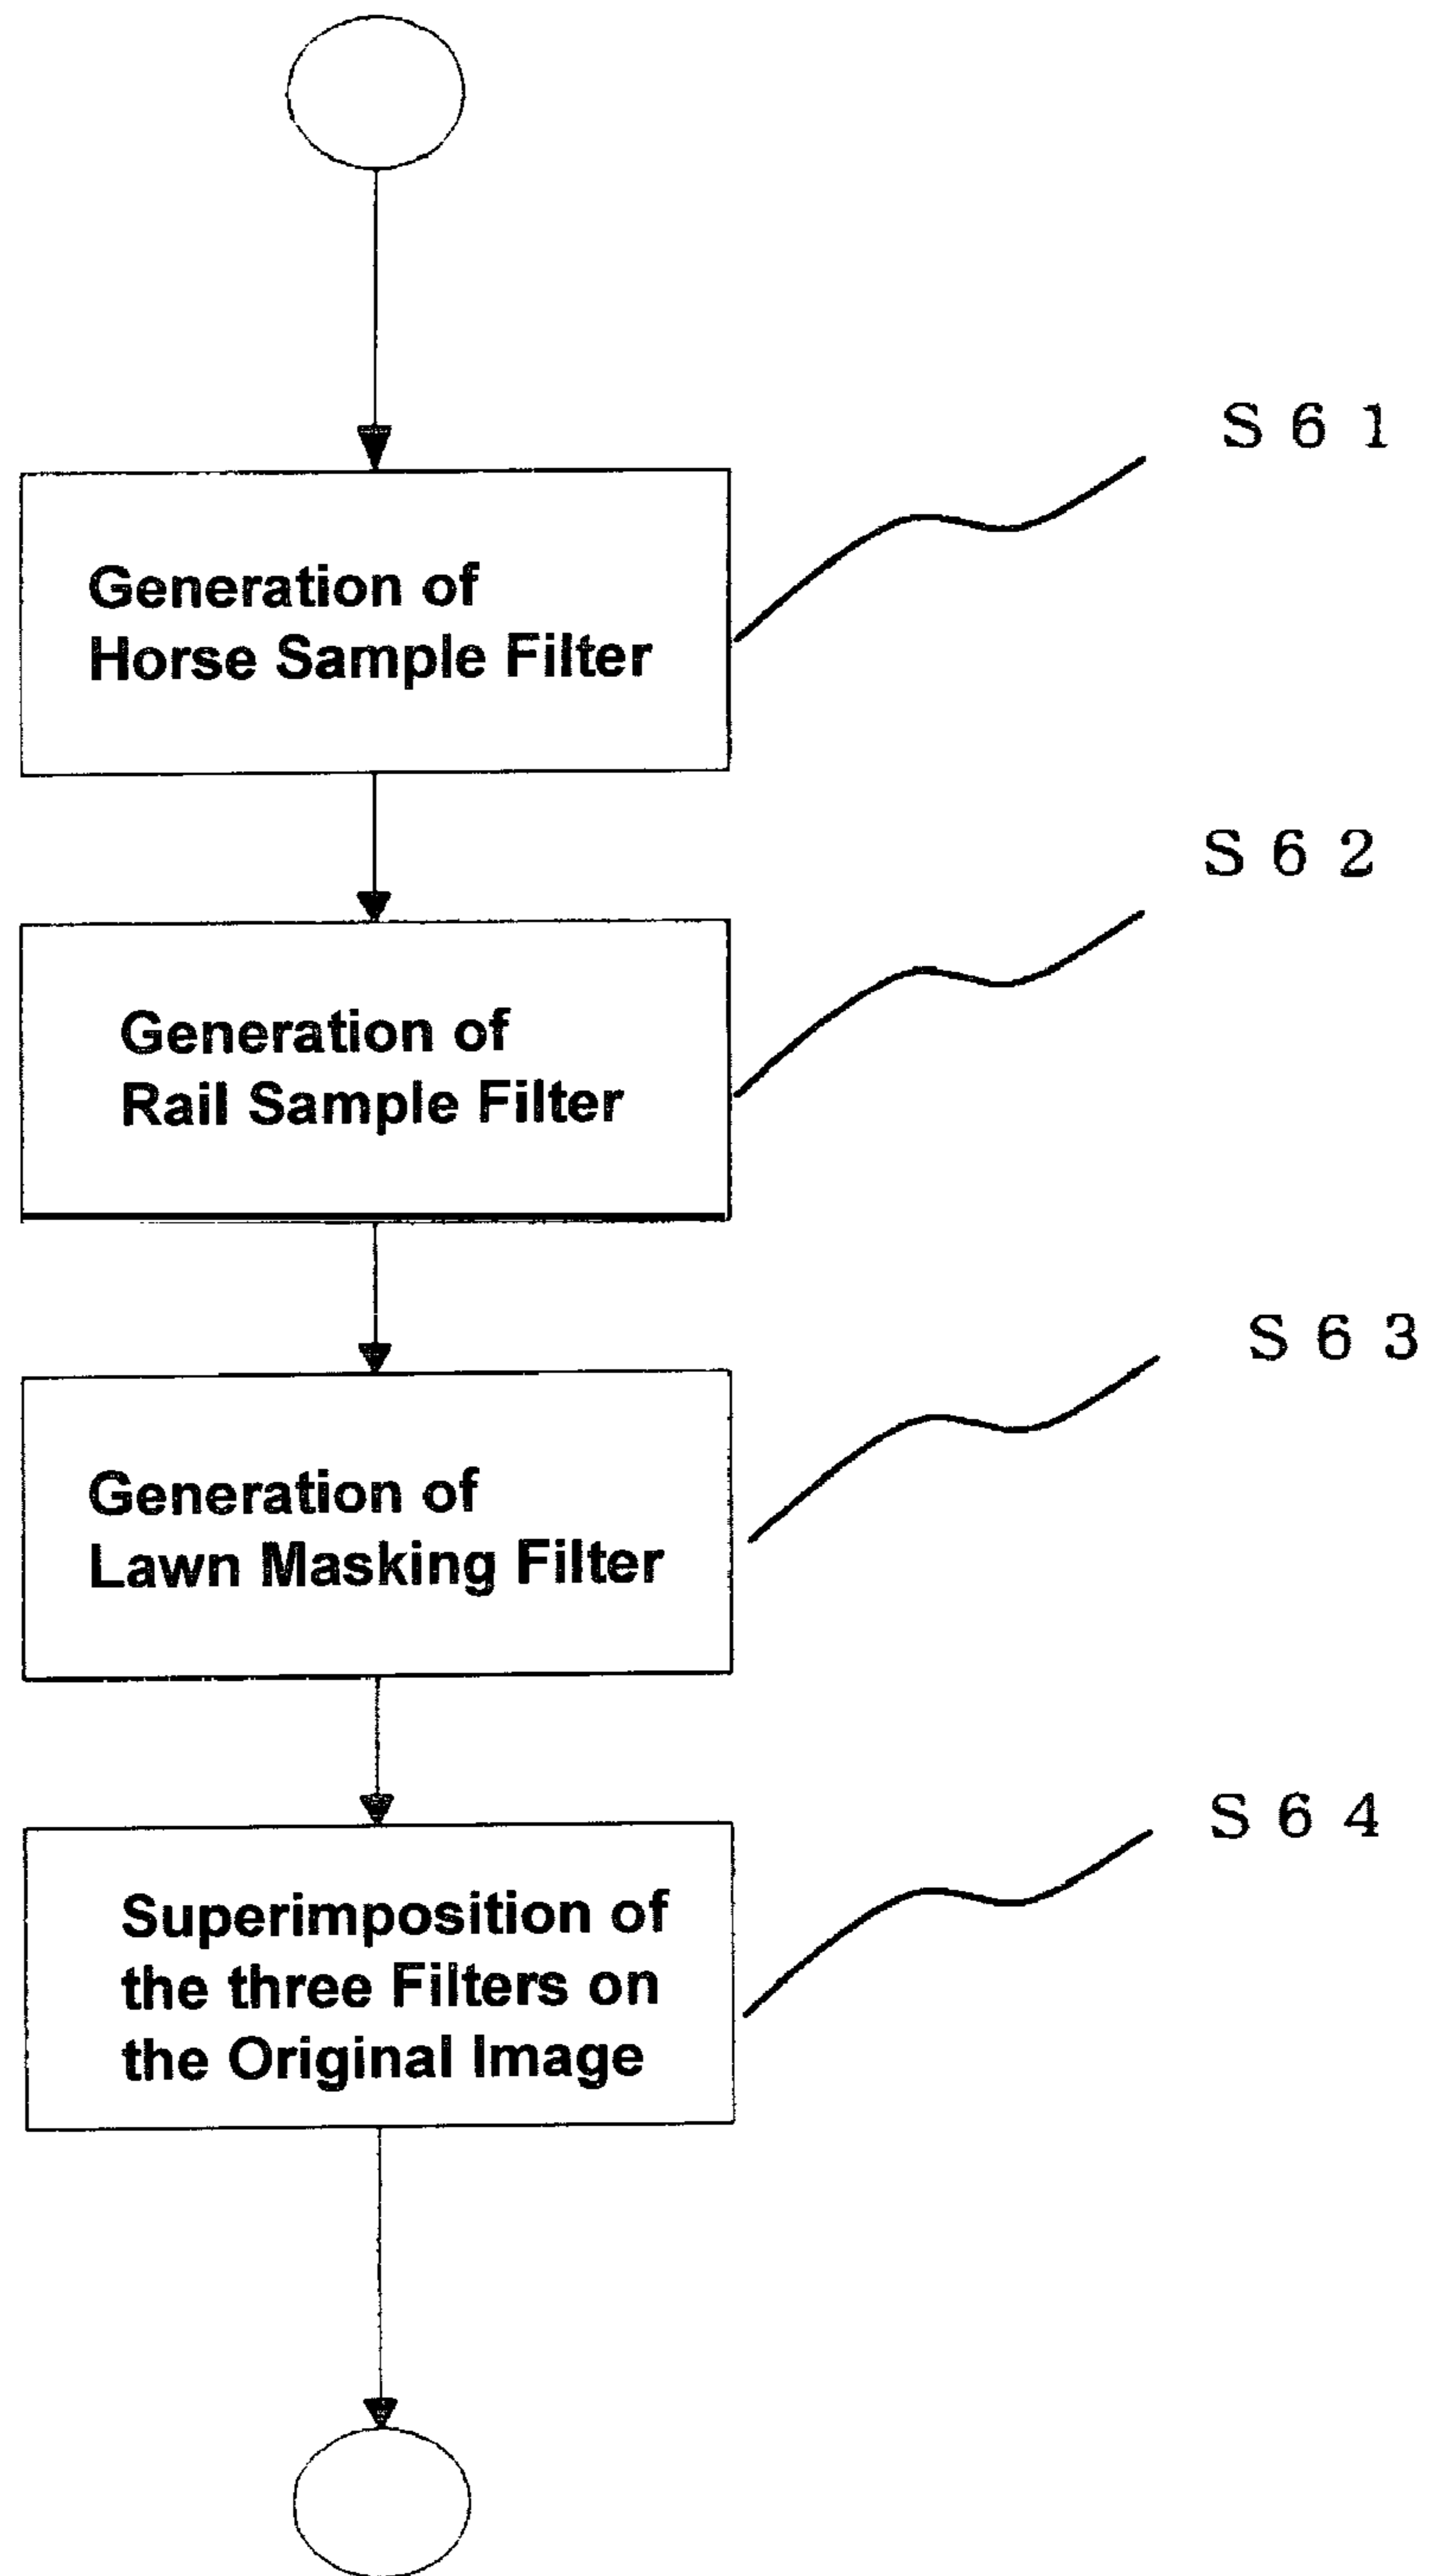 S 6 1
Generation of
Horse Sample Filter
S 6 2
Generation of
Rail Sample Filter
S 6 3
Generation of
Lawn Masking Filter
S 6 4
Superimposition of
the three Filters on
the Original Image